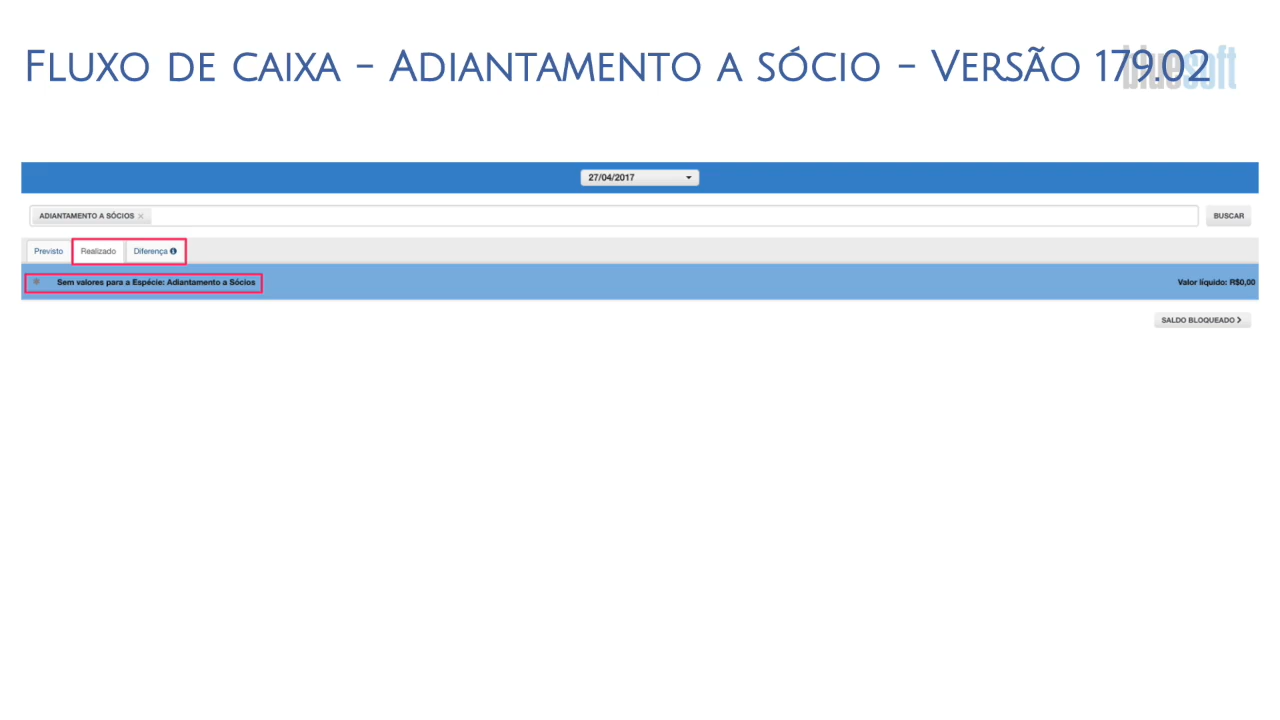 Fluxo de caixa - Adiantamento a sócio - Versão 179.02
bluesoft
27/04/2017
ADIANTAMENTO A SÓCIOS ×
BUSCAR
Previsto Realizado Diferença
Sem valores para a Espécie: Adiantamento a Sócios Valor líquido: R$0,00
SALDO BLOQUEADO